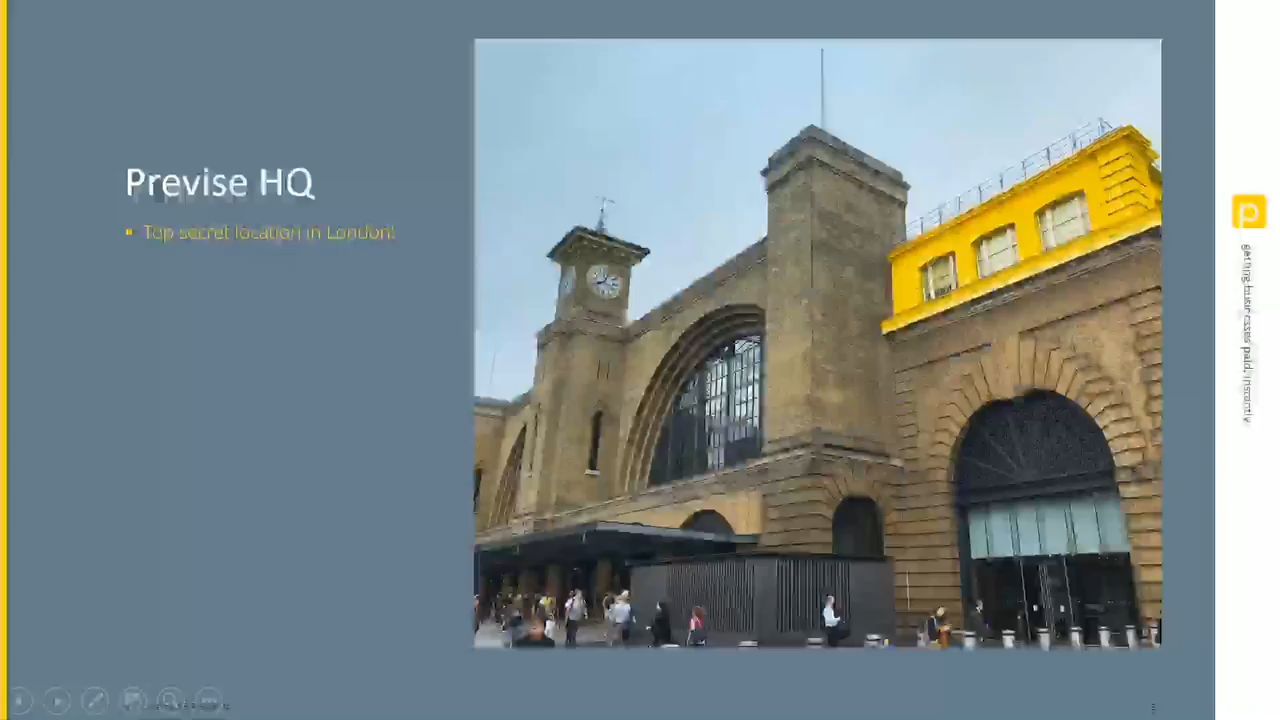 Previse HQ
Top secret location in London!
p
getting businesses paid, instantly